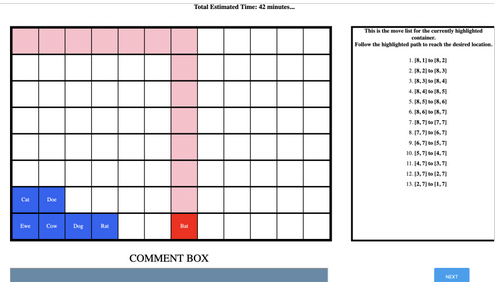 Total Estimated Time: 42 minutes...
This is the move list for the currently highlighted
container.
Follow the highlighted path to reach the desired location.
1. [8, 1] to [8, 2]
2. [8, 2] to [8, 3]
3. [8, 3] to [8, 4]
4. [8, 4] to [8, 5]
5. [8, 5] to [8, 6]
6. [8, 6] to [8, 7]
7. [8, 7] to [7, 7]
8. [7, 7] to [6, 7]
9. [6, 7] to [5, 7]
10. [5, 7] to [4, 7]
11. [4, 7] to [3, 7]
12. [3, 7] to [2, 7]
13. [2, 7] to [1, 7]
Cat Doe
Ewe Cow Dog Rat Bat
COMMENT BOX
NEXT